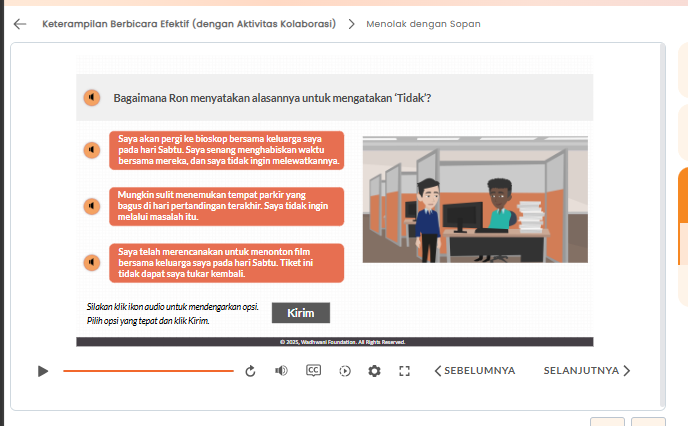 Keterampilan Berbicara Efektif (dengan Aktivitas Kolaborasi) > Menolak dengan Sopan
Bagaimana Ron menyatakan alasannya untuk mengatakan ‘Tidak’?
Saya akan pergi ke bioskop bersama keluarga saya
pada hari Sabtu. Saya senang menghabiskan waktu
bersama mereka, dan saya tidak ingin melewatkannya.
Mungkin sulit menemukan tempat parkir yang
bagus di hari pertandingan terakhir. Saya tidak ingin
melalui masalah itu.
Saya telah merencanakan untuk menonton film
bersama keluarga saya pada hari Sabtu. Tiket ini
tidak dapat saya tukar kembali.
Silakan klik ikon audio untuk mendengarkan opsi.
Pilih opsi yang tepat dan klik Kirim.
Kirim
© 2025, Wadhwani Foundation. All Rights Reserved.
CC
SEBELUMNYA
SELANJUTNYA